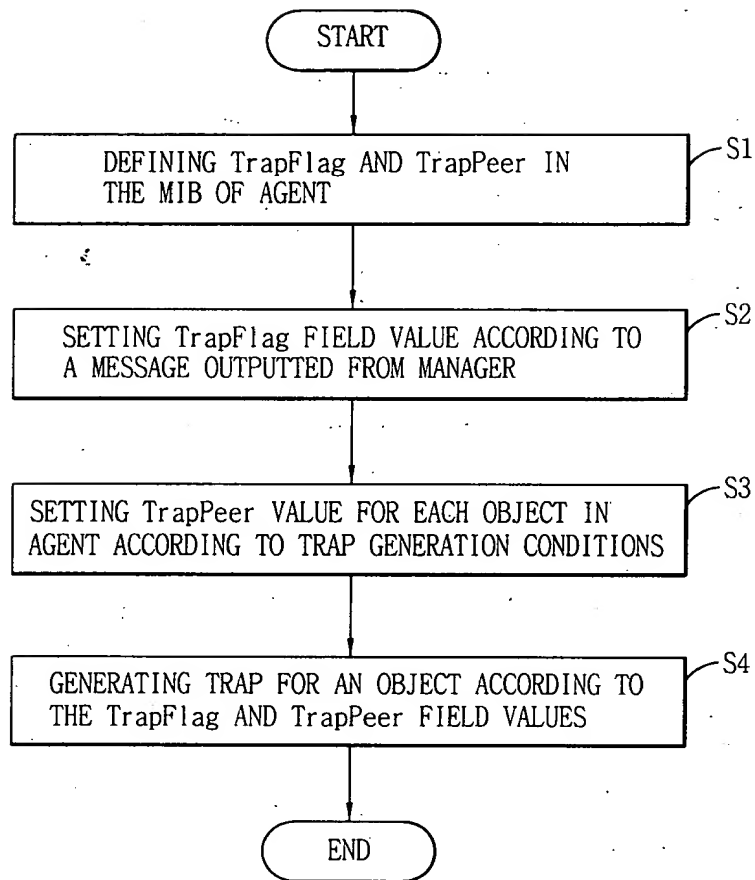 START
DEFINING TrapFlag AND TrapPeer IN
THE MIB OF AGENT
S1
SETTING TrapFlag FIELD VALUE ACCORDING TO
A MESSAGE OUTPUTTED FROM MANAGER
S2
SETTING TrapPeer VALUE FOR EACH OBJECT IN
AGENT ACCORDING TO TRAP GENERATION CONDITIONS
S3
GENERATING TRAP FOR AN OBJECT ACCORDING TO
THE TrapFlag AND TrapPeer FIELD VALUES
S4
END